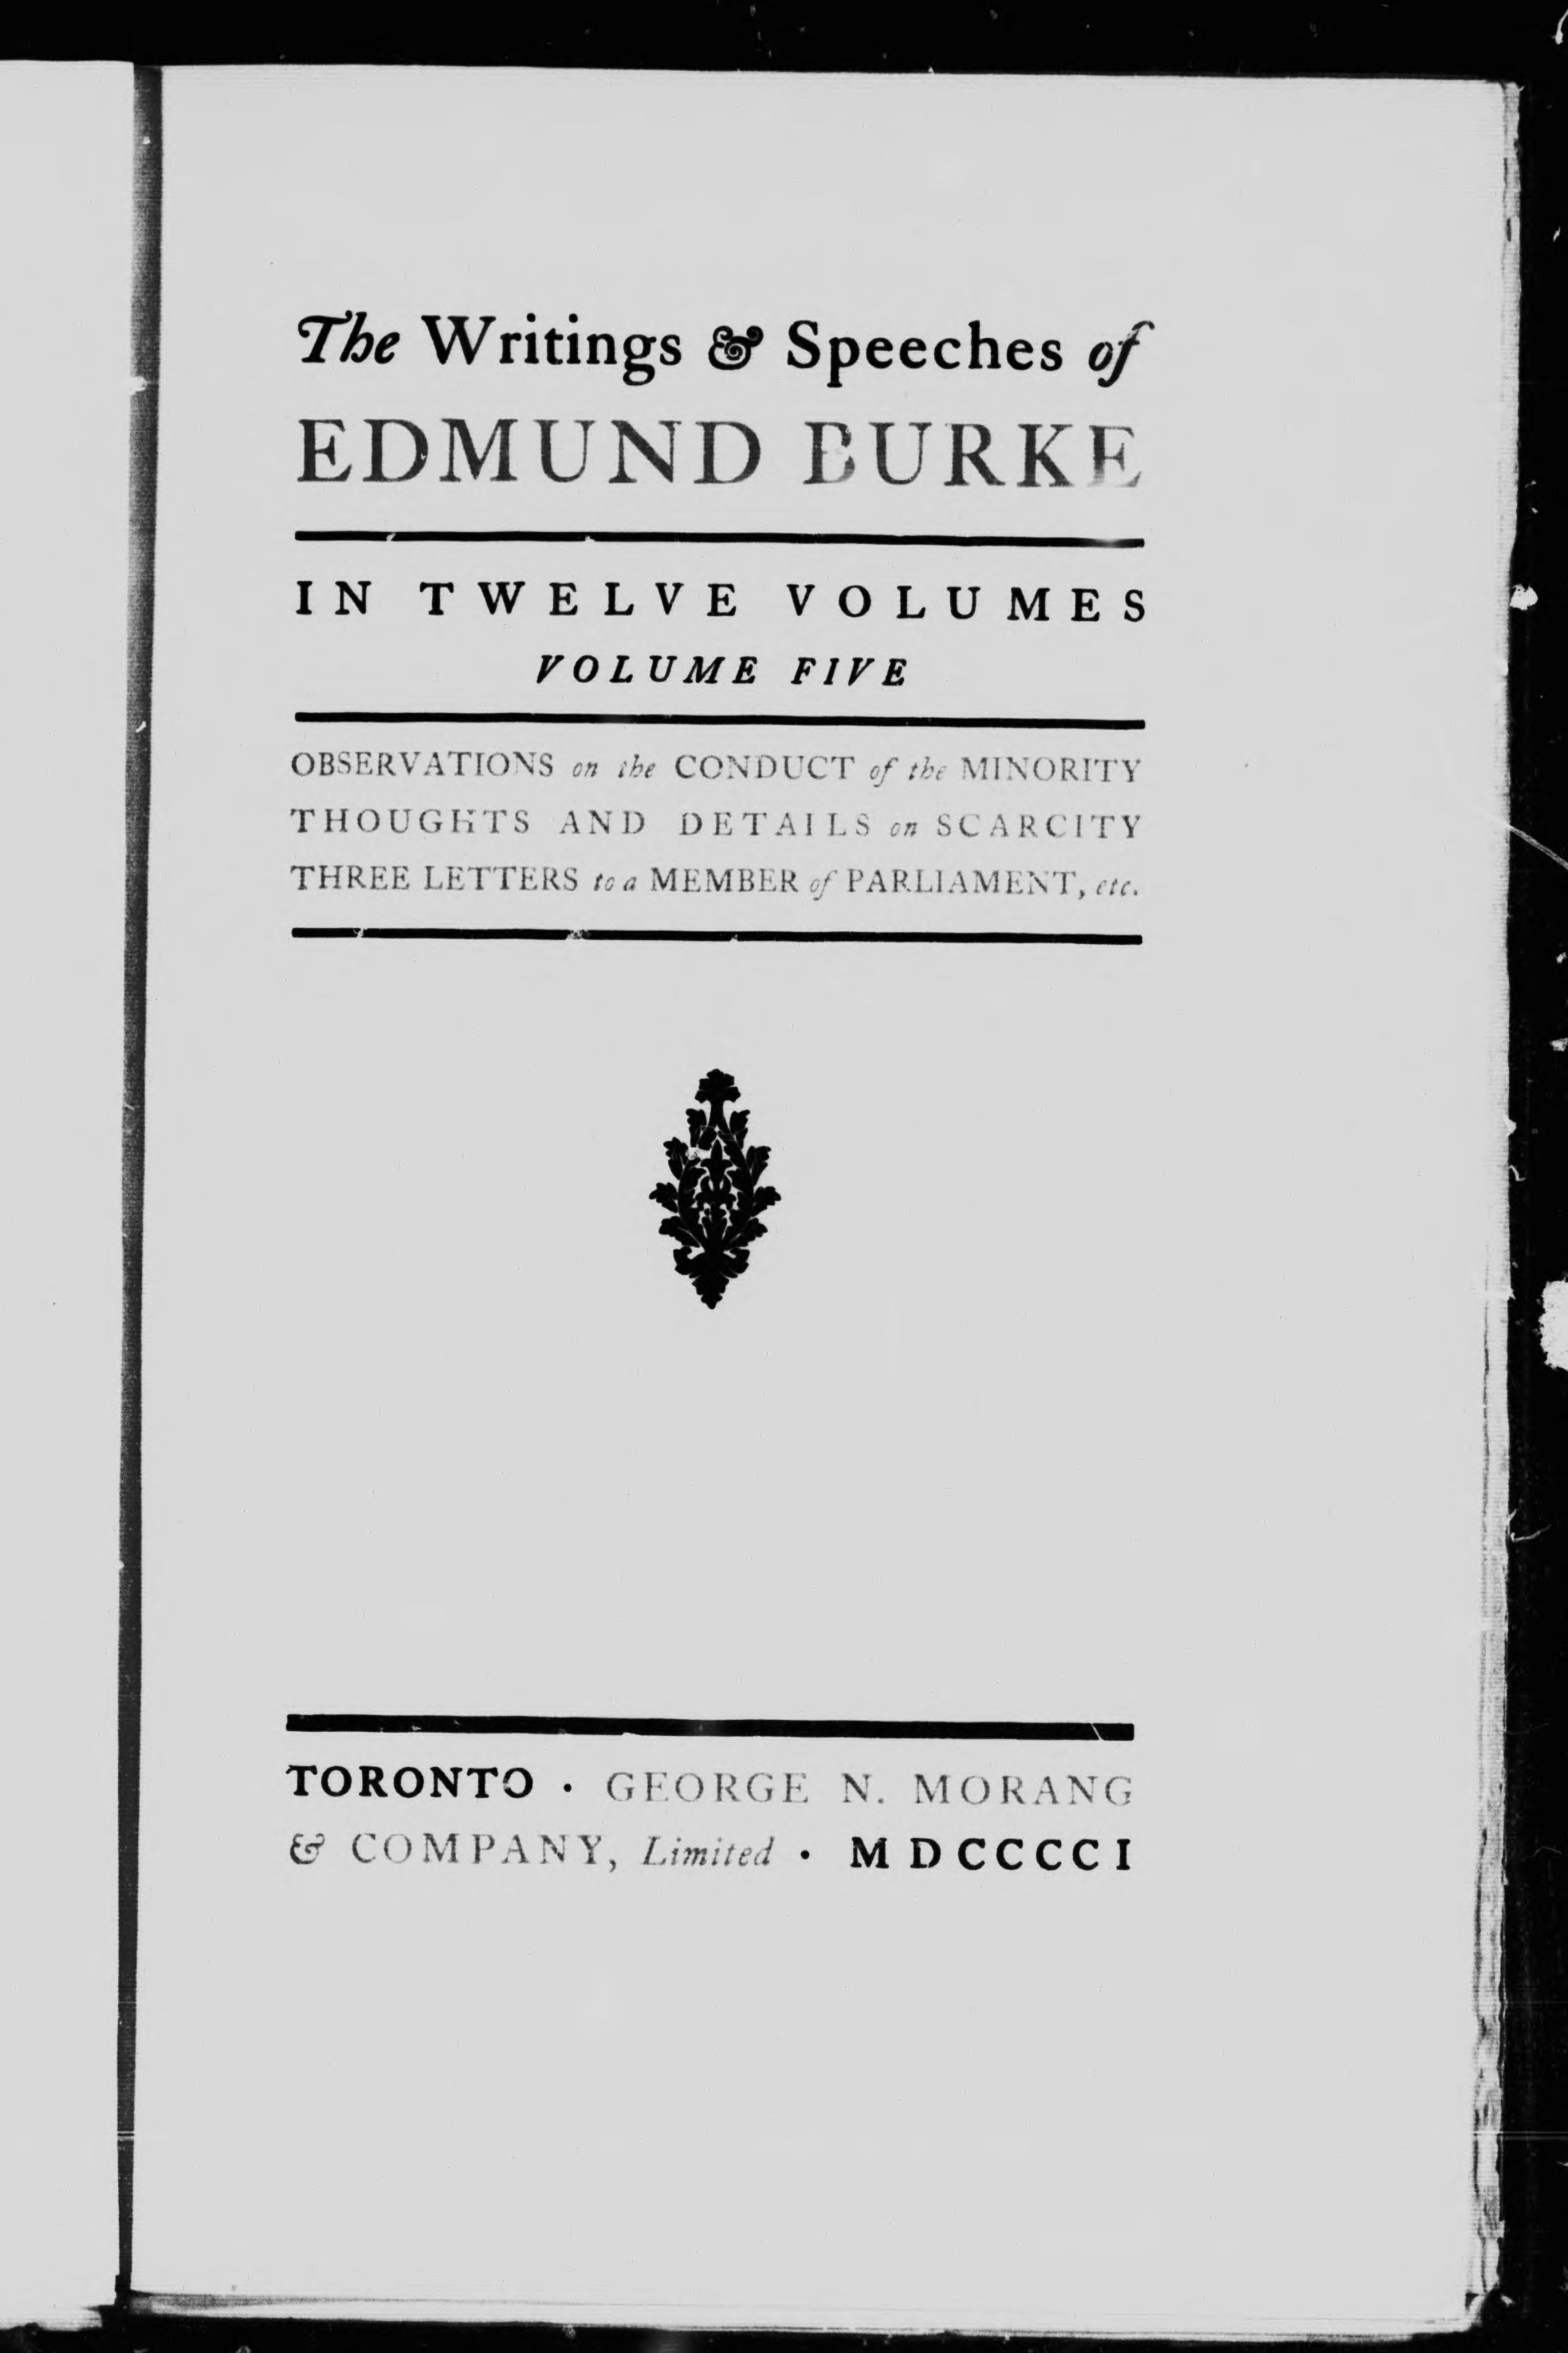 The Writings & Speeches of
EDMUND BURKE
IN TWELVE VOLUMES
VOLUME FIVE
OBSERVATIONS on the CONDUCT of the MINORITY
THOUGHTS AND DETAILS on SCARCITY
THREE LETTERS to a MEMBER of PARLIAMENT, etc.
TORONTO · GEORGE N. MORANG
& COMPANY, Limited · MDCCCCI